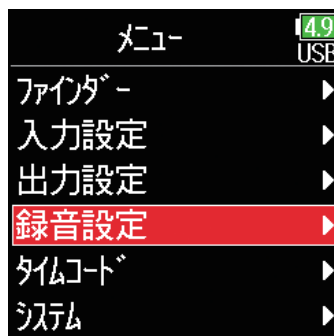 メニュー
4.9
USB
ファインダー
入力設定
出力設定
録音設定
タイムコード
システム